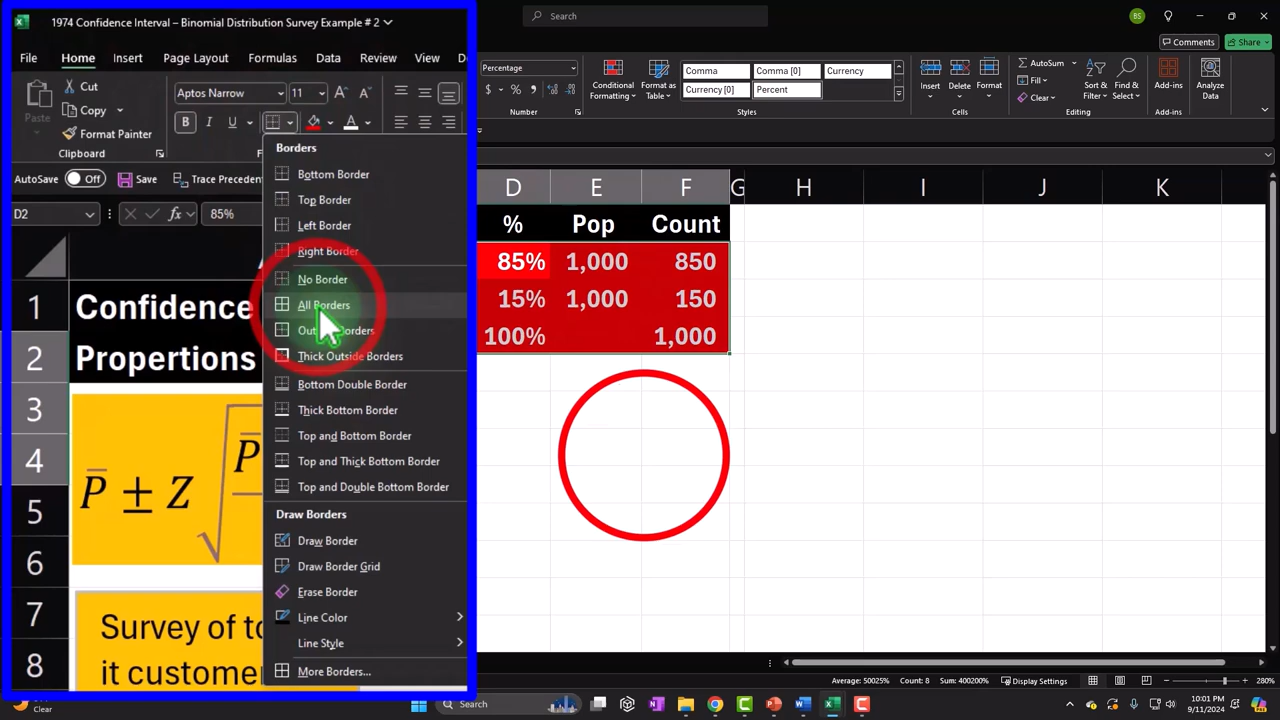 1974 Confidence Interval – Binomial Distribution Survey Example # 2
Search
BS
File Home Insert Page Layout Formulas Data Review View
Comments Share
Cut
Copy
Format Painter
Paste
Clipboard
Aptos Narrow 11
B I U
Percentage
$ % 9
Number
Conditional Formatting
Format as Table
Comma Comma [0] Currency
Currency [0] Percent
Styles
Insert Delete Format
Cells
AutoSum
Fill
Clear
Sort & Filter
Find & Select
Editing
Add-ins
Add-ins
Analyze Data
AutoSave Off Save Trace Precedent
D2 fx 85%
Borders
Bottom Border
Top Border
Left Border
Right Border
No Border
All Borders
Thick Outside Borders
Bottom Double Border
Thick Bottom Border
Top and Bottom Border
Top and Thick Bottom Border
Top and Double Bottom Border
Draw Borders
Draw Border
Draw Border Grid
Erase Border
Line Color
Line Style
More Borders...
D E F G H I J K
% Pop Count
85% 1,000 850
15% 1,000 150
100% 1,000
1 Confidence
2 Propertions
3
4
5
6
7
8
P ± Z √ P
Survey of to
it customer
Average: 50025% Count: 8 Sum: 400200% Display Settings 280%
Clear
Search
10:01 PM
9/11/2024